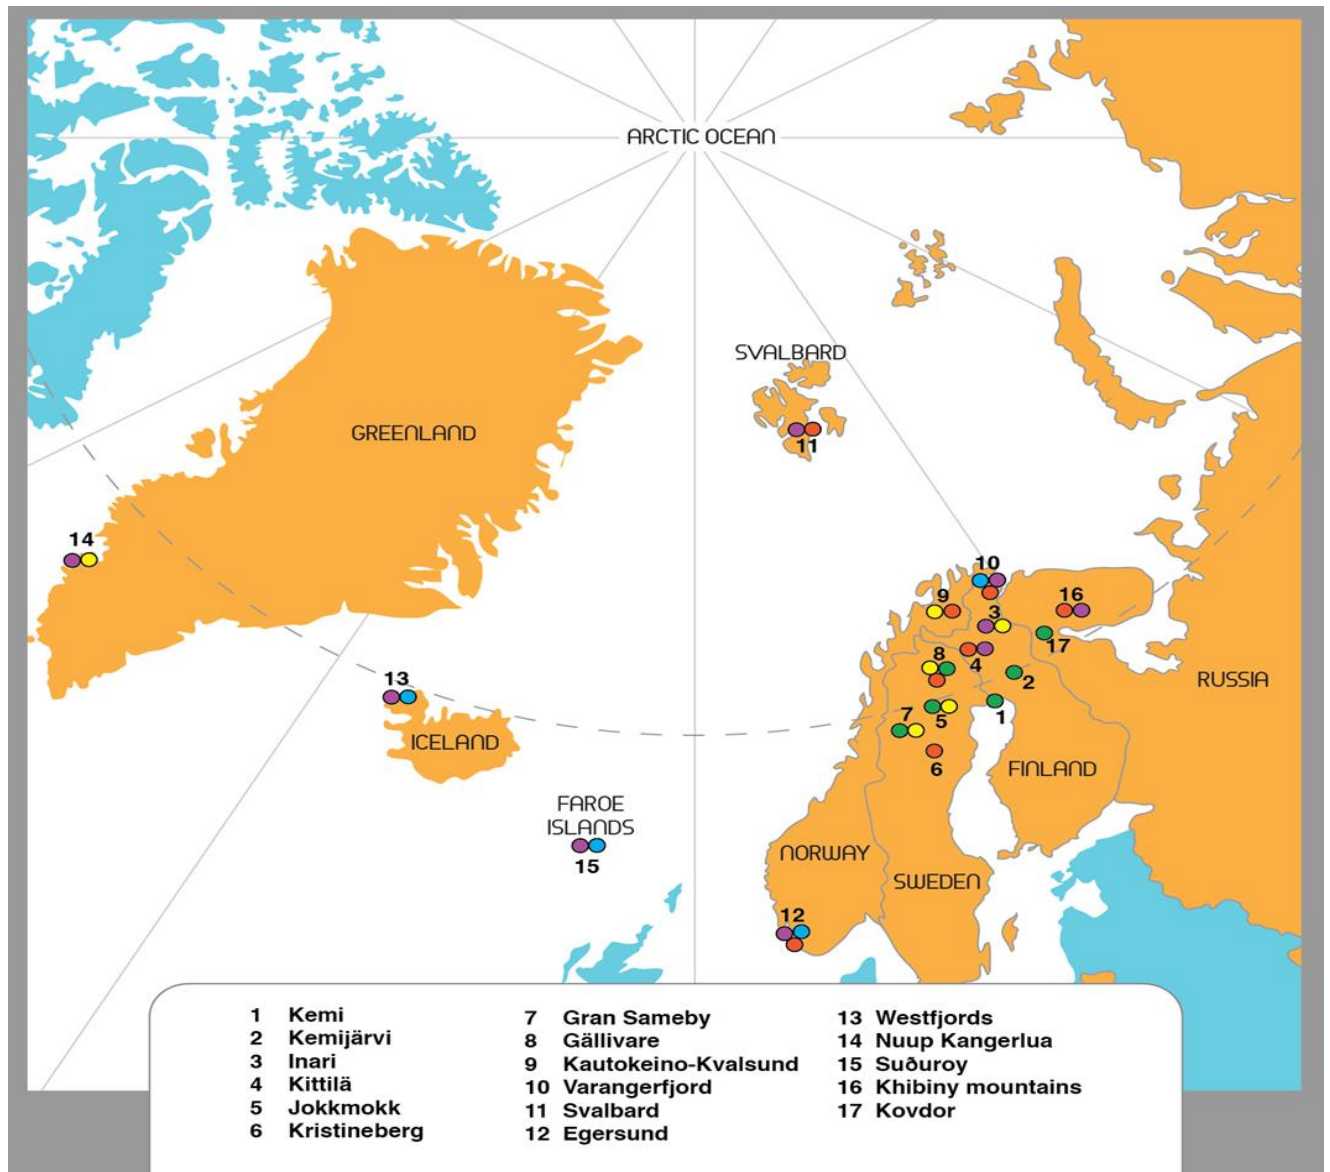 ARCTIC OCEAN
SVALBARD
GREENLAND
11
14
10
9
16
3
17
8
4
2
13
RUSSIA
7
5
1
ICELAND
6
FINLAND
FAROE
ISLANDS
15
NORWAY
SWEDEN
12
1 Kemi
2 Kemijärvi
3 Inari
4 Kittilä
5 Jokkmokk
6 Kristineberg
7 Gran Sameby
8 Gällivare
9 Kautokeino-Kvalsund
10 Varangerfjord
11 Svalbard
12 Egersund
13 Westfjords
14 Nuup Kangerlua
15 Suðuroy
16 Khibiny mountains
17 Kovdor